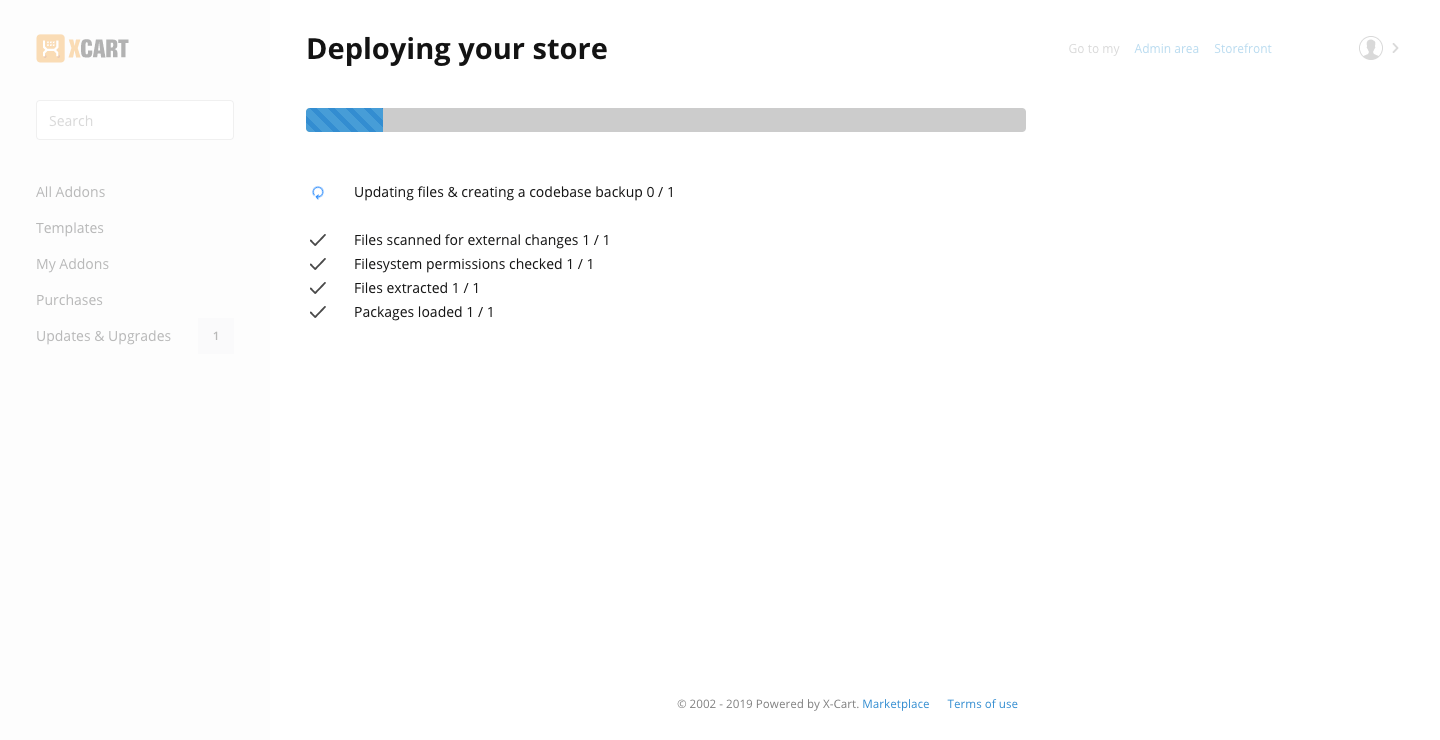 XCART
Search
All Addons
Templates
My Addons
Purchases
Updates & Upgrades 1
Deploying your store
Go to my Admin area Storefront
Updating files & creating a codebase backup 0 / 1
Files scanned for external changes 1 / 1
Filesystem permissions checked 1 / 1
Files extracted 1 / 1
Packages loaded 1 / 1
© 2002 - 2019 Powered by X-Cart. Marketplace Terms of use